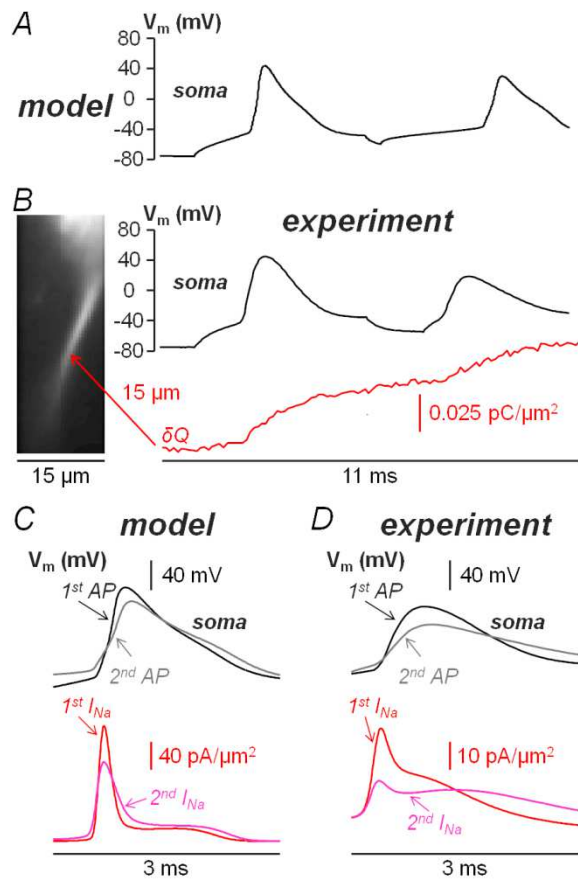 A
V_m (mV)
80
40
0
-40
-80
model
soma
B
V_m (mV)
experiment
80
40
0
-40
-80
soma
15 µm
0.025 pC/µm²
δQ
15 µm
11 ms
C
model
D
experiment
V_m (mV)
40 mV
V_m (mV)
40 mV
1st AP
soma
1st AP
soma
2nd AP
2nd AP
1st I_Na
40 pA/µm²
1st I_Na
10 pA/µm²
2nd I_Na
2nd I_Na
3 ms
3 ms